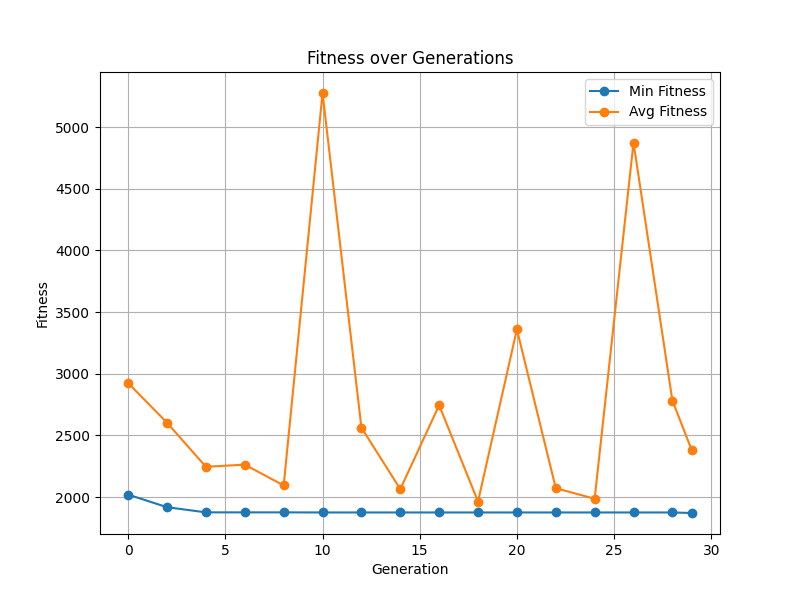 Fitness over Generations
Min Fitness
Avg Fitness
5000
4500
4000
3500
3000
2500
2000
Fitness
0 5 10 15 20 25 30
Generation